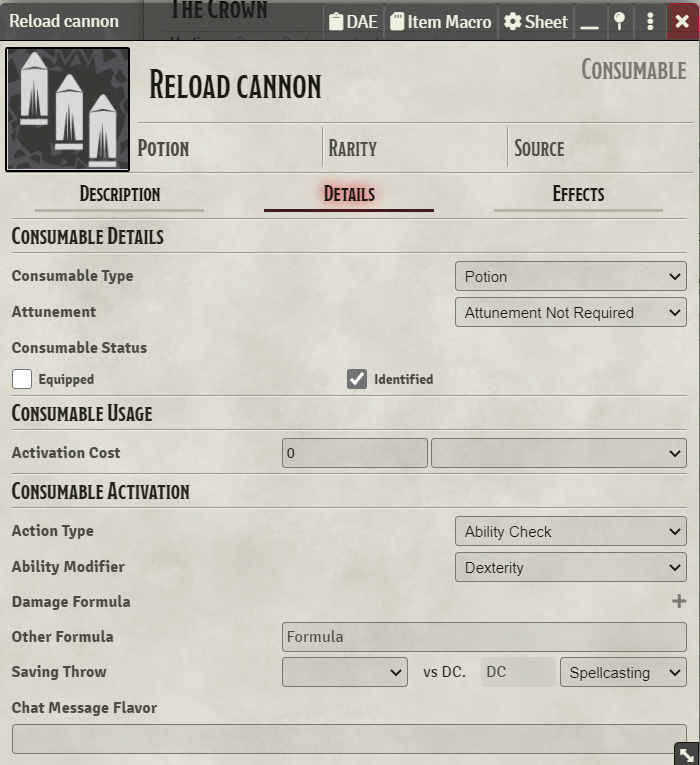 The Crown
Reload cannon
DAE
Item Macro
Sheet
Reload cannon
Consumable
Potion
Rarity
Source
Description
Details
Effects
Consumable Details
Consumable Type
Potion
Attunement
Attunement Not Required
Consumable Status
Equipped
Identified
Consumable Usage
Activation Cost
0
Consumable Activation
Action Type
Ability Check
Ability Modifier
Dexterity
Damage Formula
Other Formula
Formula
Saving Throw
vs DC.
DC
Spellcasting
Chat Message Flavor